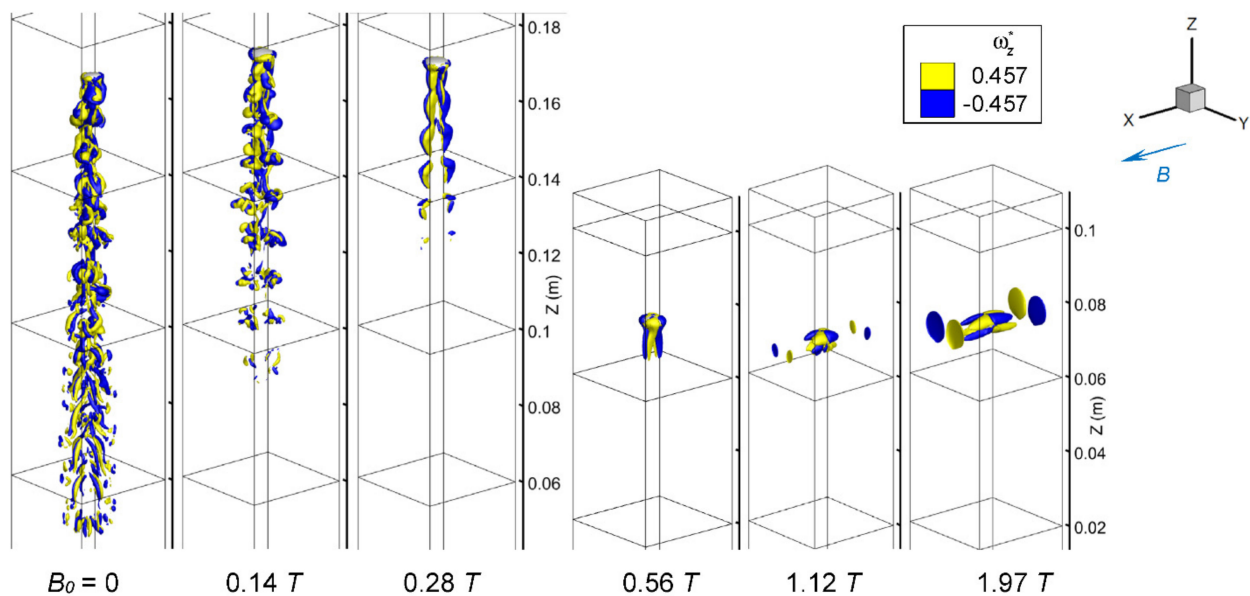 0.18
0.16
0.14
0.12
Z (m)
0.1
0.08
0.06
ω*z
0.457
-0.457
Z
X
Y
B
0.1
0.08
0.06
Z (m)
0.04
0.02
B₀ = 0
0.14 T
0.28 T
0.56 T
1.12 T
1.97 T